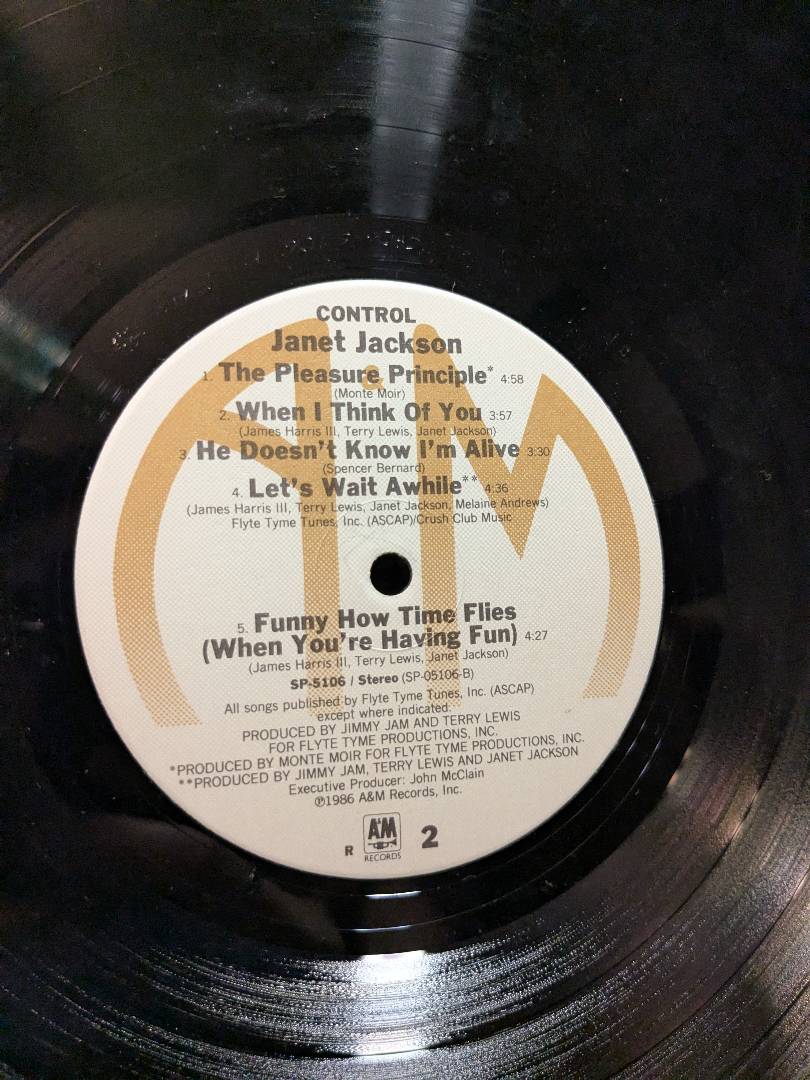 CONTROL
Janet Jackson
1. The Pleasure Principle* 4:58
(Monte Moir)
2. When I Think Of You 3:57
(James Harris III, Terry Lewis, Janet Jackson)
3. He Doesn't Know I'm Alive 3:30
(Spencer Bernard)
4. Let's Wait Awhile** 4:36
(James Harris III, Terry Lewis, Janet Jackson, Melaine Andrews)
Flyte Tyme Tunes, Inc. (ASCAP)/Crush Club Music
5. Funny How Time Flies
(When You're Having Fun) 4:27
(James Harris III, Terry Lewis, Janet Jackson)
SP-5106 / Stereo (SP-05106-B)
All songs published by Flyte Tyme Tunes, Inc. (ASCAP)
except where indicated.
PRODUCED BY JIMMY JAM AND TERRY LEWIS
FOR FLYTE TYME PRODUCTIONS, INC.
*PRODUCED BY MONTE MOIR FOR FLYTE TYME PRODUCTIONS, INC.
**PRODUCED BY JIMMY JAM, TERRY LEWIS AND JANET JACKSON
Executive Producer: John McClain
℗1986 A&M Records, Inc.
R A&M RECORDS 2